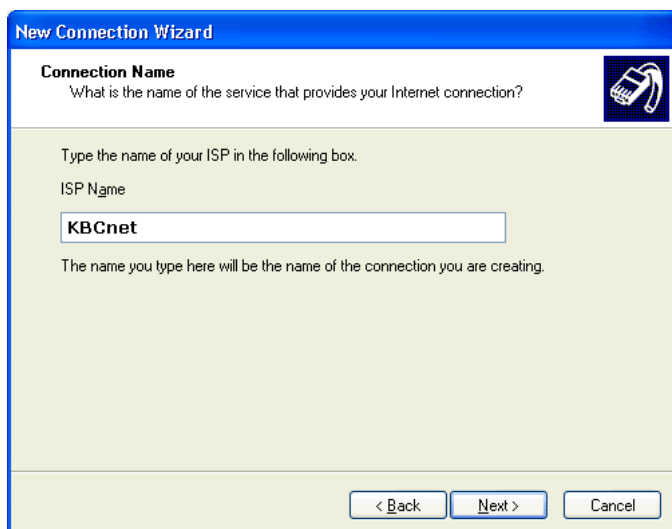 New Connection Wizard
Connection Name
What is the name of the service that provides your Internet connection?
Type the name of your ISP in the following box.
ISP Name
KBCnet
The name you type here will be the name of the connection you are creating.
< Back
Next >
Cancel